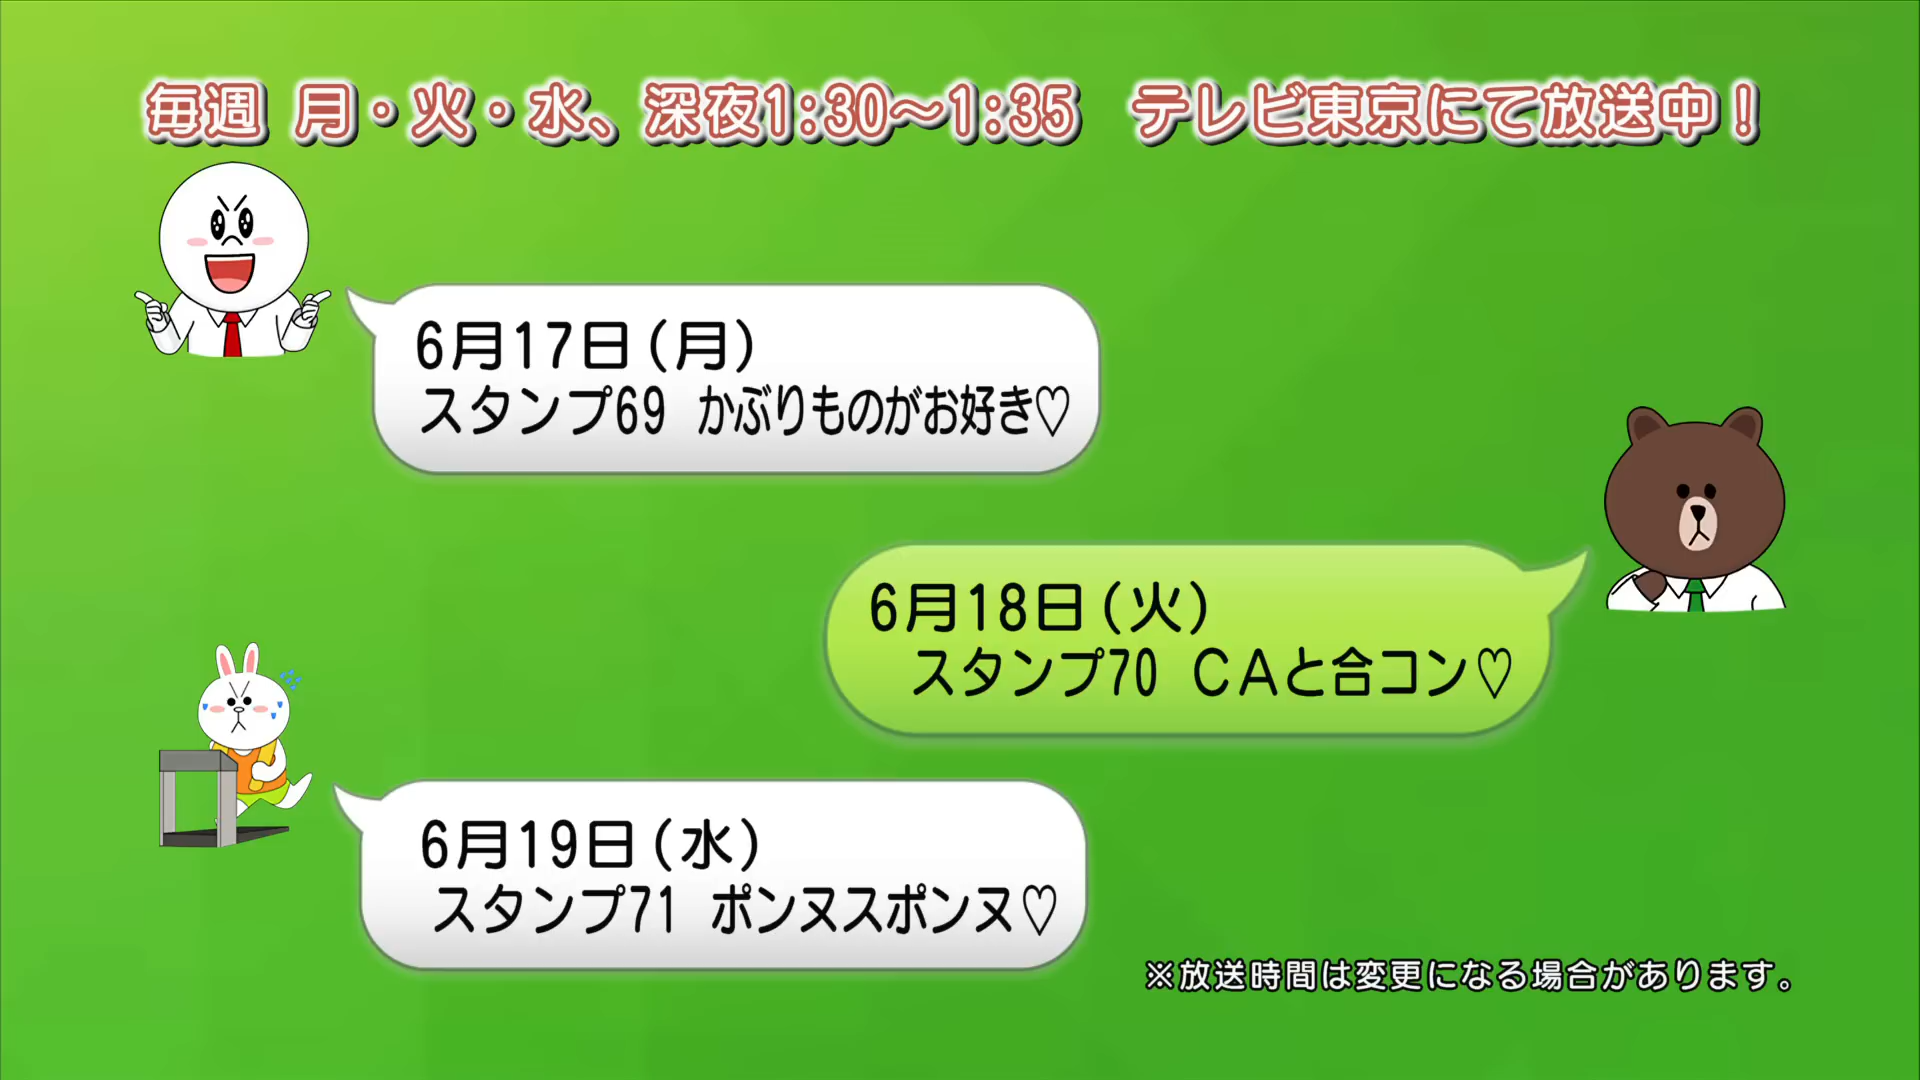 毎週 月・火・水、深夜1:30～1:35　テレビ東京にて放送中！
6月17日（月）
スタンプ69 かぶりものがお好き♡
6月18日（火）
スタンプ70 ＣＡと合コン♡
6月19日（水）
スタンプ71 ポンヌスポンヌ♡
※放送時間は変更になる場合があります。